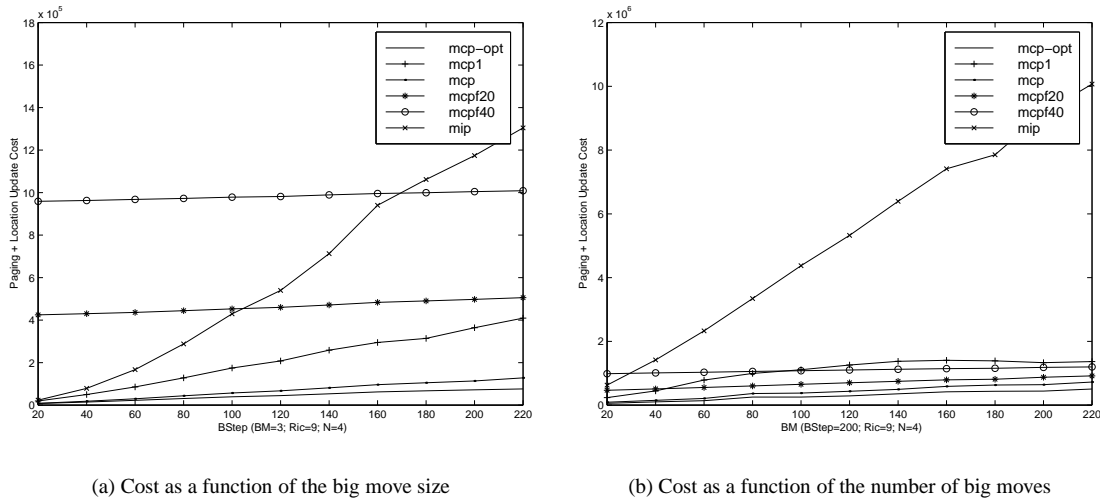 x 10⁵
18
16
14
12
10
8
6
4
2
0
Paging + Location Update Cost
mcp-opt
mcp1
mcp
mcpf20
mcpf40
mip
20 40 60 80 100 120 140 160 180 200 220
BStep (BM=3; Ric=9; N=4)
(a) Cost as a function of the big move size
x 10⁶
12
10
8
6
4
2
0
Paging + Location Update Cost
mcp-opt
mcp1
mcp
mcpf20
mcpf40
mip
20 40 60 80 100 120 140 160 180 200 220
BM (BStep=200; Ric=9; N=4)
(b) Cost as a function of the number of big moves